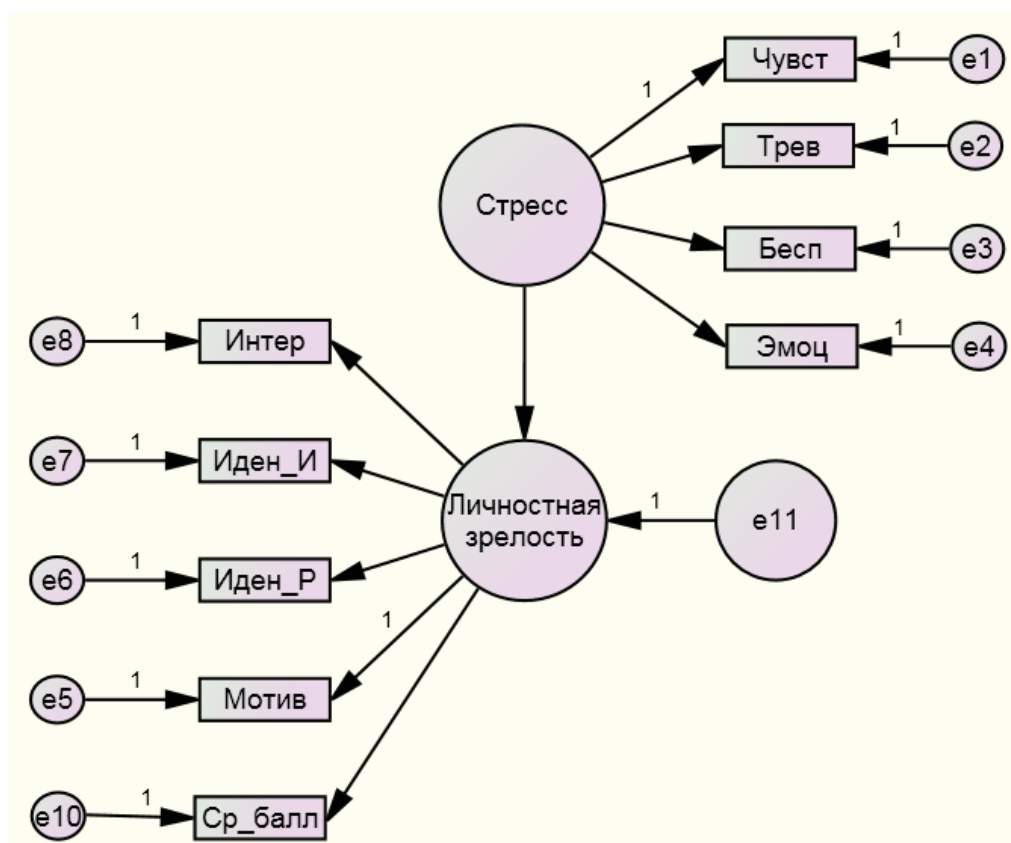 Чувст
1
e1
1
Трев
1
e2
Стресс
Бесп
1
e3
Эмоц
1
e4
e8
1
Интер
e7
1
Иден_И
Личностная
зрелость
1
e11
e6
1
Иден_Р
1
e5
1
Мотив
e10
1
Ср_балл